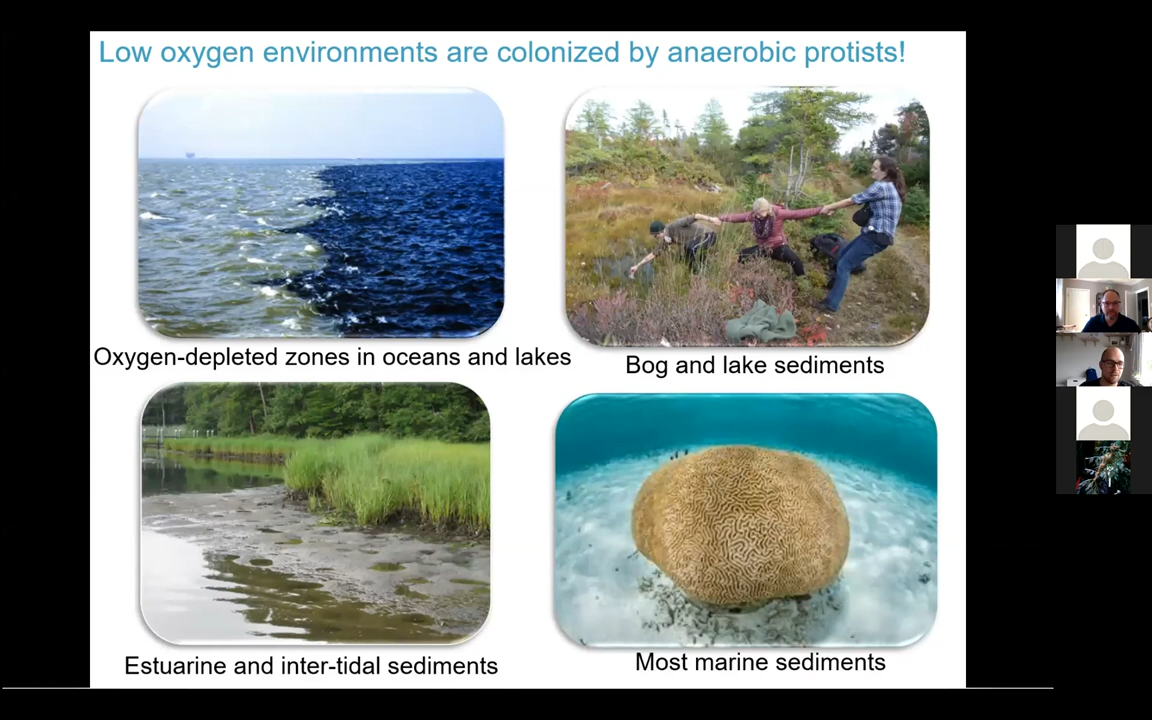 Low oxygen environments are colonized by anaerobic protists!
Oxygen-depleted zones in oceans and lakes
Bog and lake sediments
Estuarine and inter-tidal sediments
Most marine sediments